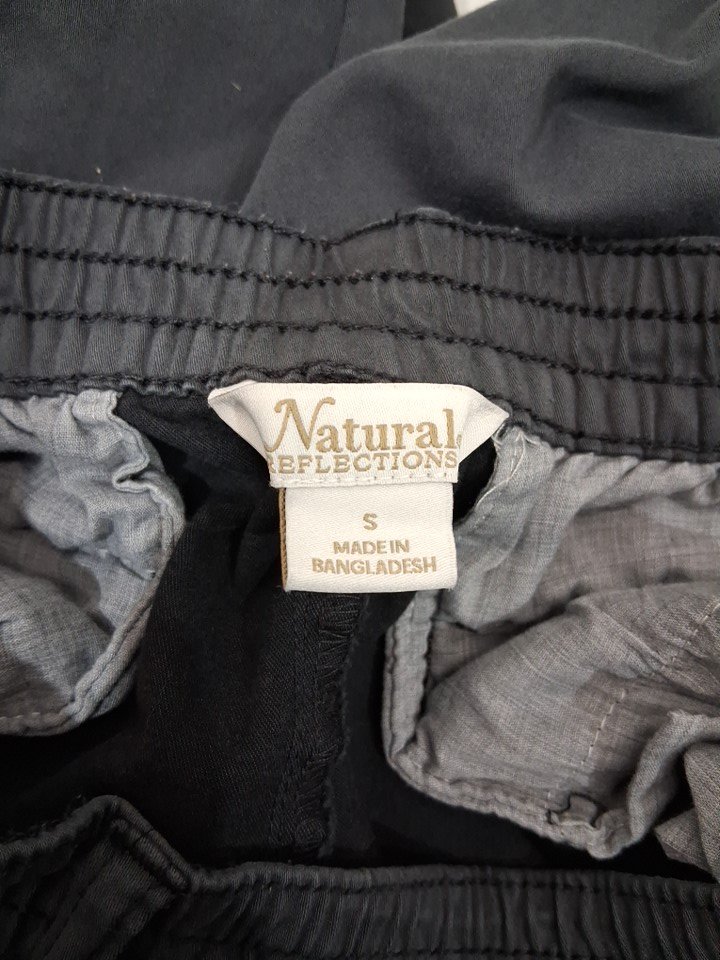 Natural
REFLECTIONS
S
MADE IN
BANGLADESH